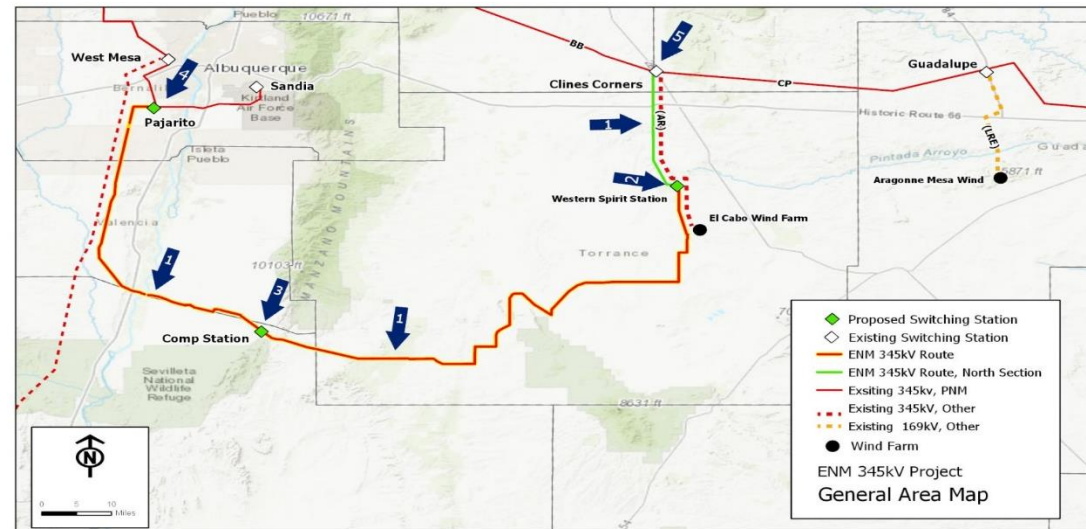 Pueblo
10671 ft
West Mesa
Albuquerque
4
Sandia
Kirtland
Air Force
Base
Pajarito
Isleta
Pueblo
Valencia
1
10103 ft
MANZANO MOUNTAINS
3
Comp Station
Sevilleta
National
Wildlife
Refuge
1
8631 ft
BB
5
Clines Corners
CP
1
(AR)
2
Western Spirit Station
El Cabo Wind Farm
Torrance
Guadalupe
Historic Route 66
Pintada Arroyo
(LRE)
Aragonne Mesa Wind
6871 ft
54
Proposed Switching Station
Existing Switching Station
ENM 345kV Route
ENM 345kV Route, North Section
Exsiting 345kv, PNM
Existing 345kV, Other
Existing 169kV, Other
Wind Farm
ENM 345kV Project
General Area Map
N
0 5 10
Miles